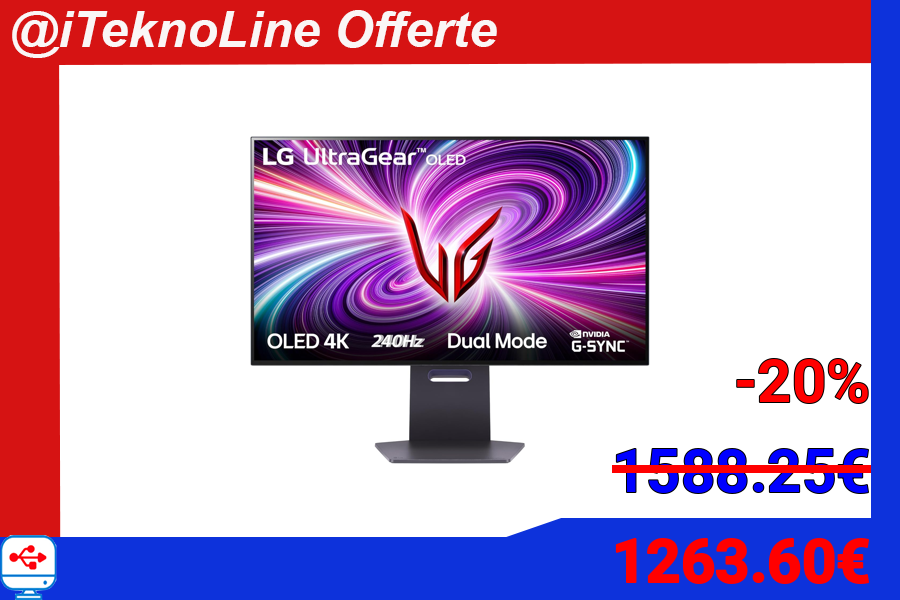 @iTeknoLine Offerte
LG UltraGear™ OLED
OLED 4K 240Hz Dual Mode NVIDIA G-SYNC
-20%
1588.25€
1263.60€